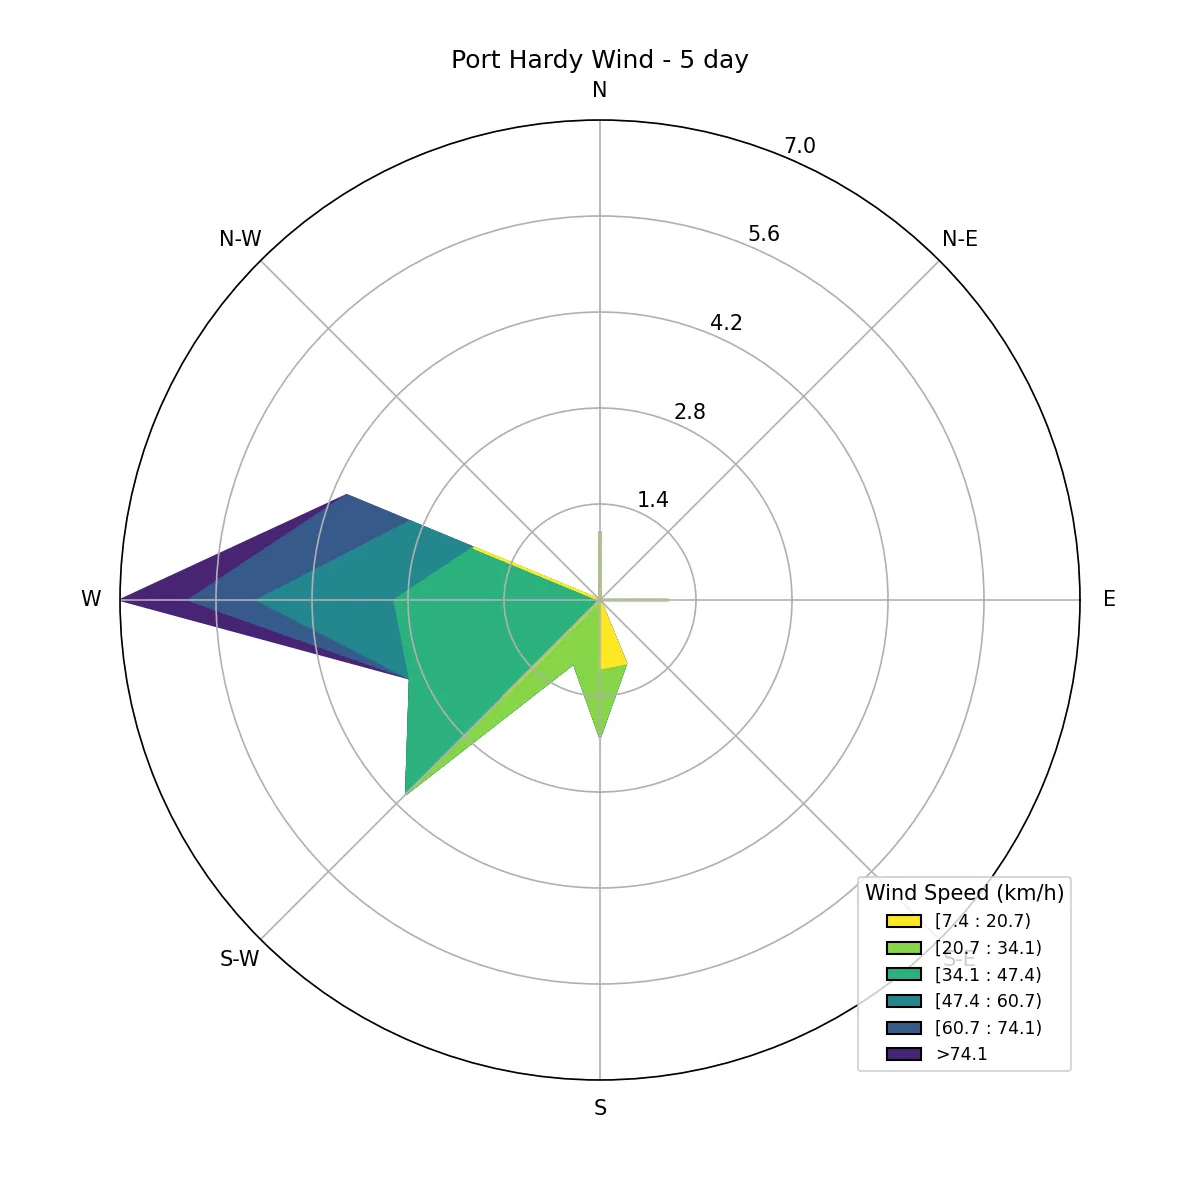 Port Hardy Wind - 5 day
N
7.0
N-W
5.6
N-E
4.2
2.8
1.4
W
E
Wind Speed (km/h)
[7.4 : 20.7)
[20.7 : 34.1)
[34.1 : 47.4)
[47.4 : 60.7)
[60.7 : 74.1)
>74.1
S-W
S-E
S